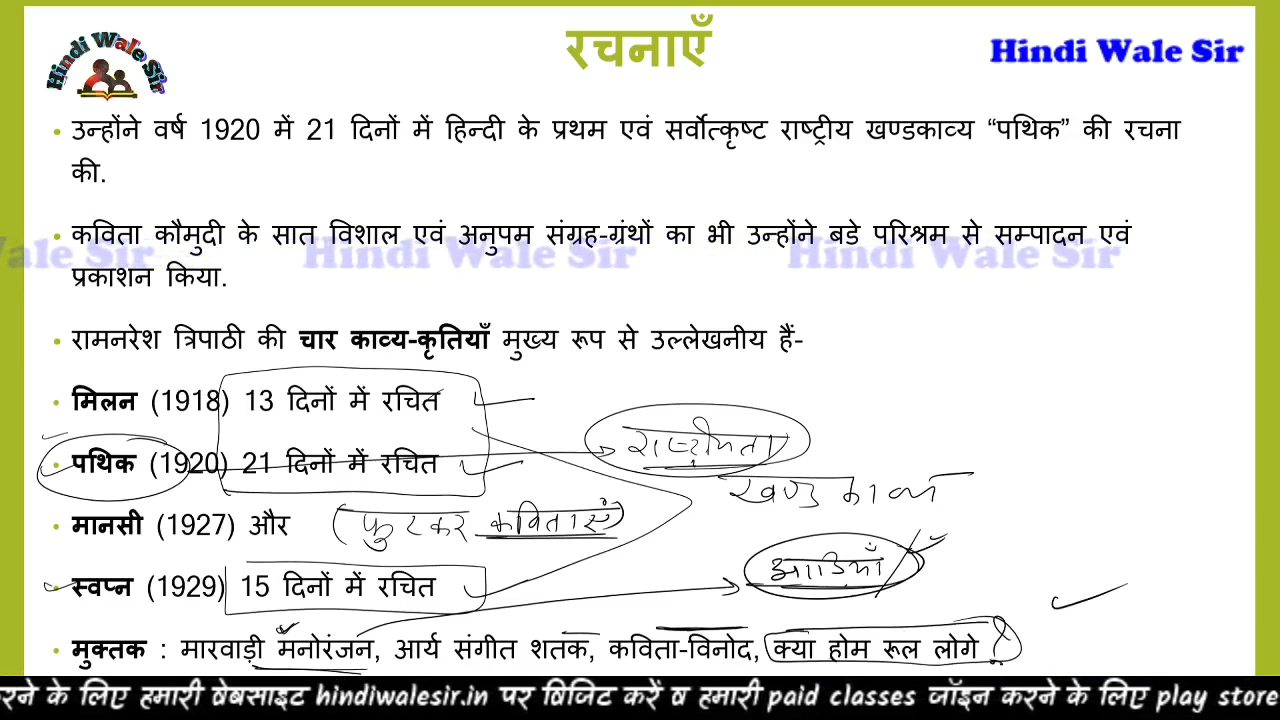 Hindi Wale Sir
रचनाएँ
Hindi Wale Sir
• उन्होंने वर्ष 1920 में 21 दिनों में हिन्दी के प्रथम एवं सर्वोत्कृष्ट राष्ट्रीय खण्डकाव्य “पथिक” की रचना
की.
• कविता कौमुदी के सात विशाल एवं अनुपम संग्रह-ग्रंथों का भी उन्होंने बडे परिश्रम से सम्पादन एवं
Wale Sir Hindi Wale Sir Hindi Wale Sir
प्रकाशन किया.
• रामनरेश त्रिपाठी की चार काव्य-कृतियाँ मुख्य रूप से उल्लेखनीय हैं-
• मिलन (1918) 13 दिनों में रचित
• पथिक (1920) 21 दिनों में रचित
राष्ट्रीयता
खण्ड काव्य
• मानसी (1927) और (फुटकर कविताएँ)
• स्वप्न (1929) 15 दिनों में रचित
• मुक्तक : मारवाड़ी मनोरंजन, आर्य संगीत शतक, कविता-विनोद, क्या होम रूल लोगे !
रने के लिए हमारी वेबसाइट hindiwalesir.in पर विजिट करें व हमारी paid classes जॉइन करने के लिए play store